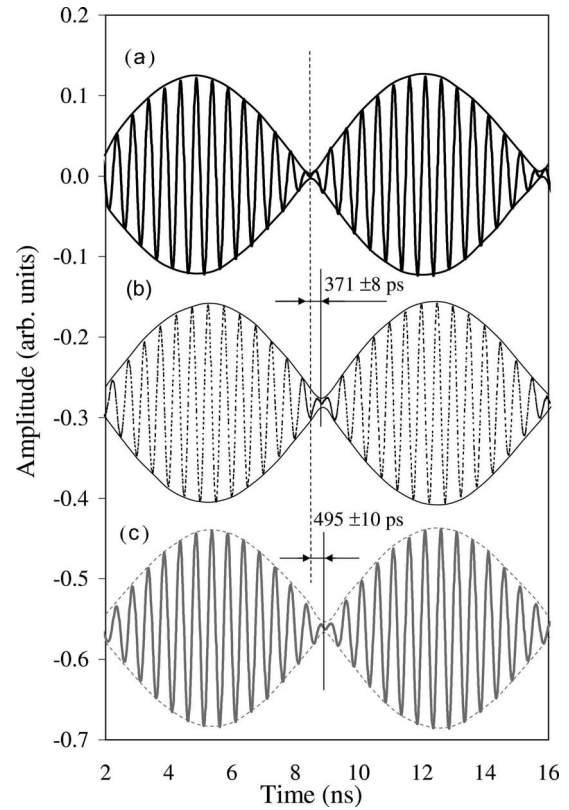 0.2
(a)
0.1
0.0
-0.1
371 ±8 ps
(b)
-0.2
Amplitude (arb. units)
-0.3
-0.4
495 ±10 ps
(c)
-0.5
-0.6
-0.7
2 4 6 8 10 12 14 16
Time (ns)